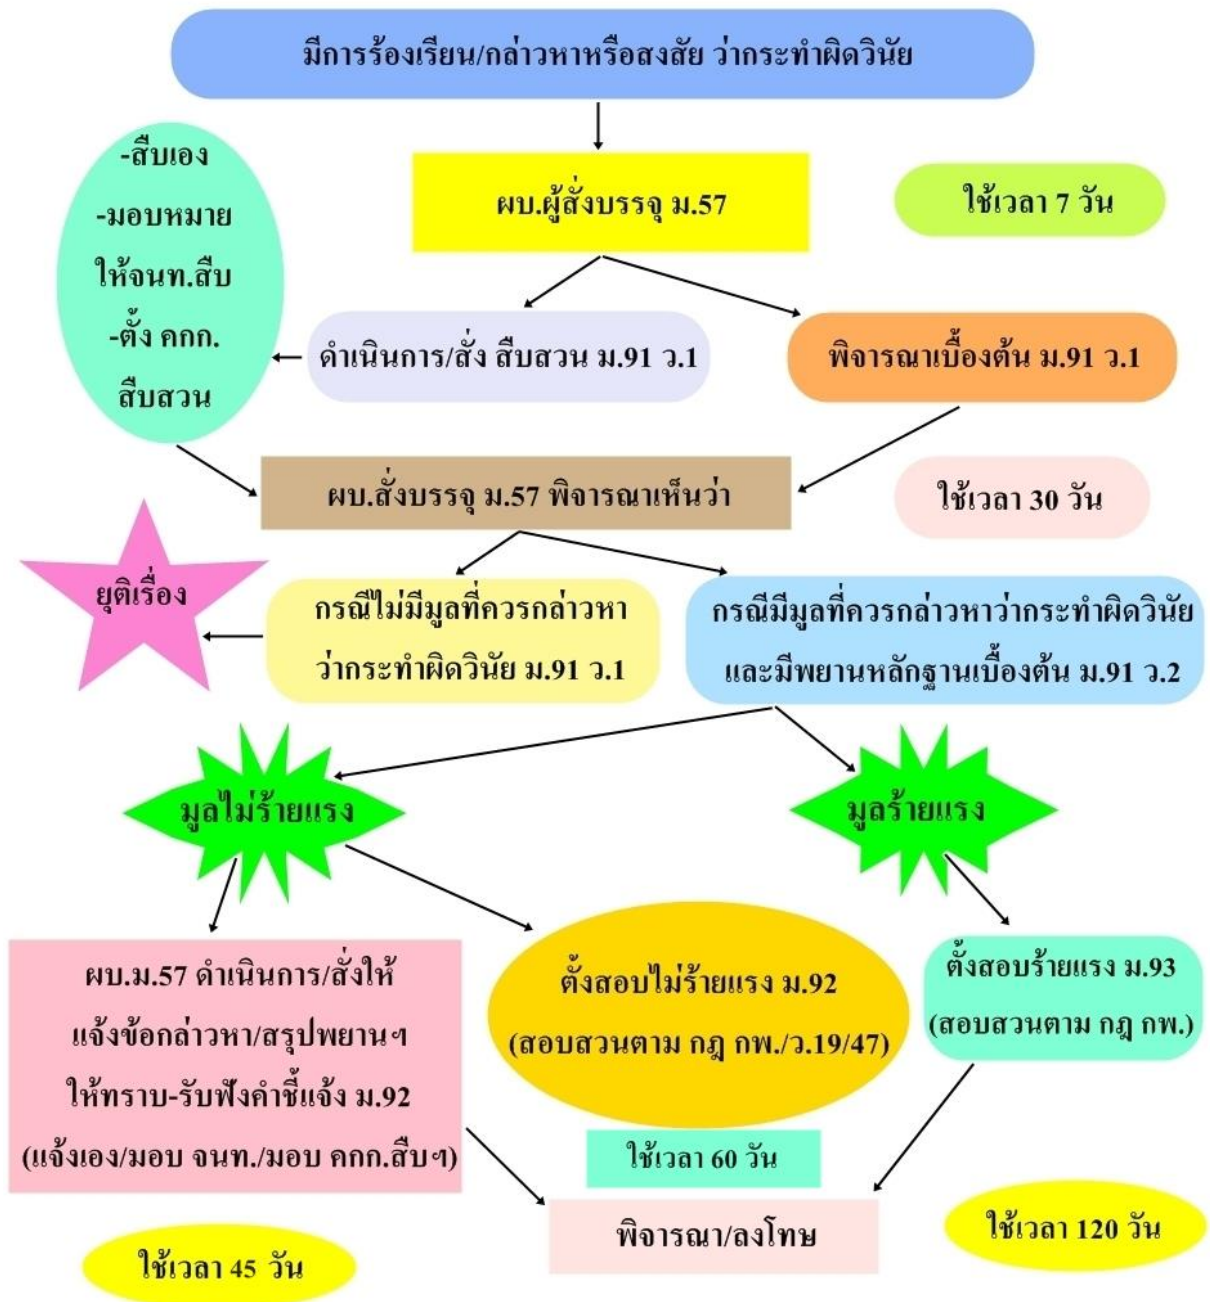 มีการร้องเรียน/กล่าวหาหรือสงสัย ว่ากระทำผิดวินัย
-สืบเอง
-มอบหมาย
ให้จนท.สืบ
-ตั้ง คกก.
สืบสวน
ผบ.ผู้สั่งบรรจุ ม.57
ใช้เวลา 7 วัน
ดำเนินการ/สั่ง สืบสวน ม.91 ว.1
พิจารณาเบื้องต้น ม.91 ว.1
ผบ.สั่งบรรจุ ม.57 พิจารณาเห็นว่า
ใช้เวลา 30 วัน
ยุติเรื่อง
กรณีไม่มีมูลที่ควรกล่าวหา
ว่ากระทำผิดวินัย ม.91 ว.1
กรณีมีมูลที่ควรกล่าวหาว่ากระทำผิดวินัย
และมีพยานหลักฐานเบื้องต้น ม.91 ว.2
มูลไม่ร้ายแรง
มูลร้ายแรง
ผบ.ม.57 ดำเนินการ/สั่งให้
แจ้งข้อกล่าวหา/สรุปพยานฯ
ให้ทราบ-รับฟังคำชี้แจ้ง ม.92
(แจ้งเอง/มอบ จนท./มอบ คกก.สืบฯ)
ตั้งสอบไม่ร้ายแรง ม.92
(สอบสวนตาม กฎ กพ./ว.19/47)
ตั้งสอบร้ายแรง ม.93
(สอบสวนตาม กฎ กพ.)
ใช้เวลา 60 วัน
พิจารณา/ลงโทษ
ใช้เวลา 120 วัน
ใช้เวลา 45 วัน